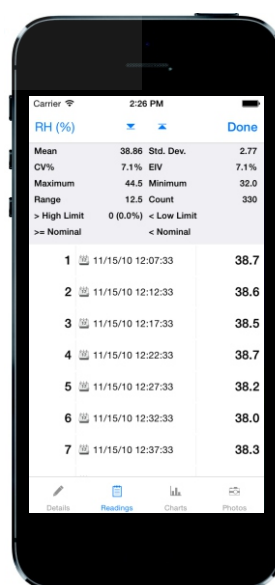 Carrier 2:26 PM
RH (%) Done
Mean 38.86 Std. Dev. 2.77
CV% 7.1% EIV 7.1%
Maximum 44.5 Minimum 32.0
Range 12.5 Count 330
> High Limit 0 (0.0%) < Low Limit
>= Nominal < Nominal
1 11/15/10 12:07:33 38.7
2 11/15/10 12:12:33 38.6
3 11/15/10 12:17:33 38.5
4 11/15/10 12:22:33 38.7
5 11/15/10 12:27:33 38.2
6 11/15/10 12:32:33 38.0
7 11/15/10 12:37:33 38.3
Details Readings Charts Photos